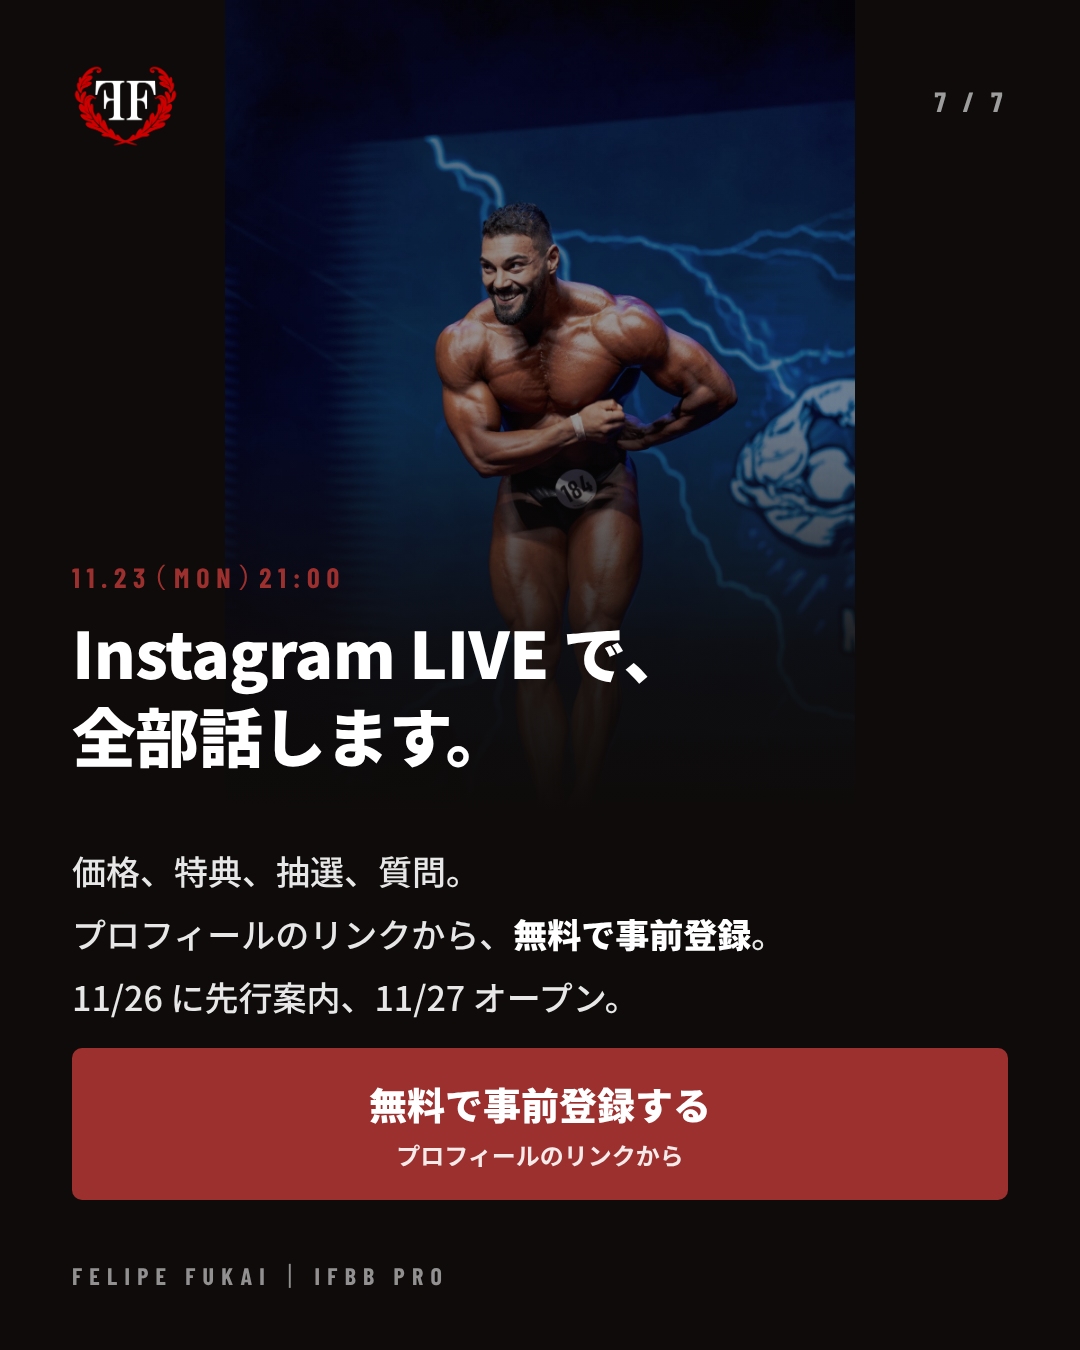 FF
7 / 7
184
11.23（MON）21:00
Instagram LIVE で、
全部話します。
価格、特典、抽選、質問。
プロフィールのリンクから、無料で事前登録。
11/26 に先行案内、11/27 オープン。
無料で事前登録する
プロフィールのリンクから
FELIPE FUKAI｜IFBB PRO